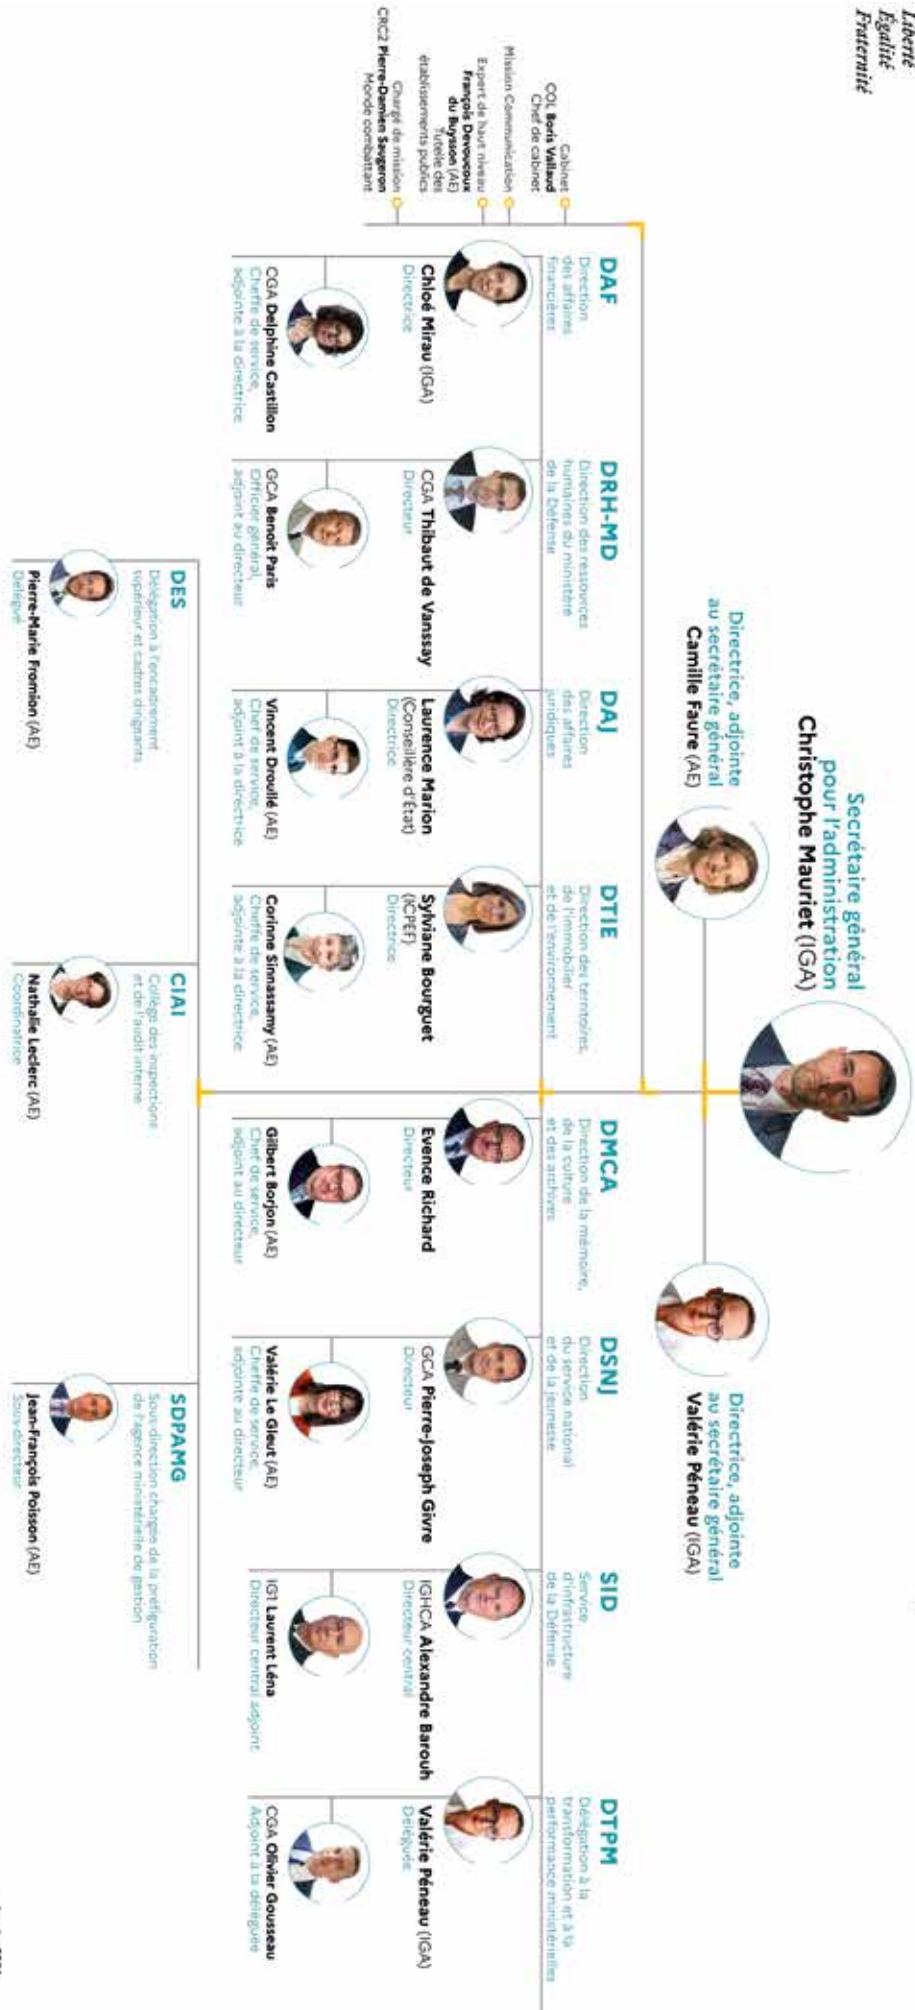 Liberté
Égalité
Fraternité
Secrétaire général
pour l'administration
Christophe Mauriet (IGA)
Directrice, adjointe
au secrétaire général
Camille Faure (AE)
Directrice, adjointe
au secrétaire général
Valérie Péneau (IGA)
Cabinet
COL Boris Vallaud
Chef de cabinet
Mission Communication
Expert de haut niveau
François Devoucoux
du Buysson (AE)
Tutelle des
établissements publics
Chargé de mission
CRC2 Pierre-Damien Saugeron
Monde combattant
DAF
Direction
des affaires
financières
Chloé Mirau (IGA)
Directrice
CGA Delphine Castillon
Cheffe de service,
adjointe à la directrice
DRH-MD
Direction des ressources
humaines du ministère
de la Défense
CGA Thibaut de Vanssay
Directeur
GCA Benoit Paris
Officier général,
adjoint au directeur
DAJ
Direction
des affaires
juridiques
Laurence Marion
(Conseillère d'État)
Directrice
Vincent Droullé (AE)
Chef de service,
adjoint à la directrice
DTIE
Direction des territoires,
de l'immobilier
et de l'environnement
Sylviane Bourguet
(ICPEF)
Directrice
Corinne Sinnassamy (AE)
Cheffe de service,
adjointe à la directrice
DMCA
Direction de la mémoire,
de la culture
et des archives
Evence Richard
Directeur
Gilbert Borjon (AE)
Chef de service,
adjoint au directeur
DSNJ
Direction
du service national
et de la jeunesse
GCA Pierre-Joseph Givre
Directeur
Valérie Le Gleut (AE)
Cheffe de service,
adjointe au directeur
SID
Service
d'infrastructure
de la Défense
IGHCA Alexandre Barouh
Directeur central
IG1 Laurent Léna
Directeur central adjoint
DTPM
Délégation à la
transformation et à la
performance ministérielles
Valérie Péneau (IGA)
Déléguée
CGA Olivier Gousseau
Adjoint à la déléguée
DES
Délégation à l'encadrement
supérieur et cadres dirigeants
Pierre-Marie Fromion (AE)
Délégué
CIAI
Collège des inspections
et de l'audit interne
Nathalie Leclerc (AE)
Coordinatrice
SDPAMG
Sous-direction chargée de la préfiguration
de l'agence ministérielle de gestion
Jean-François Poisson (AE)
Sous-directeur